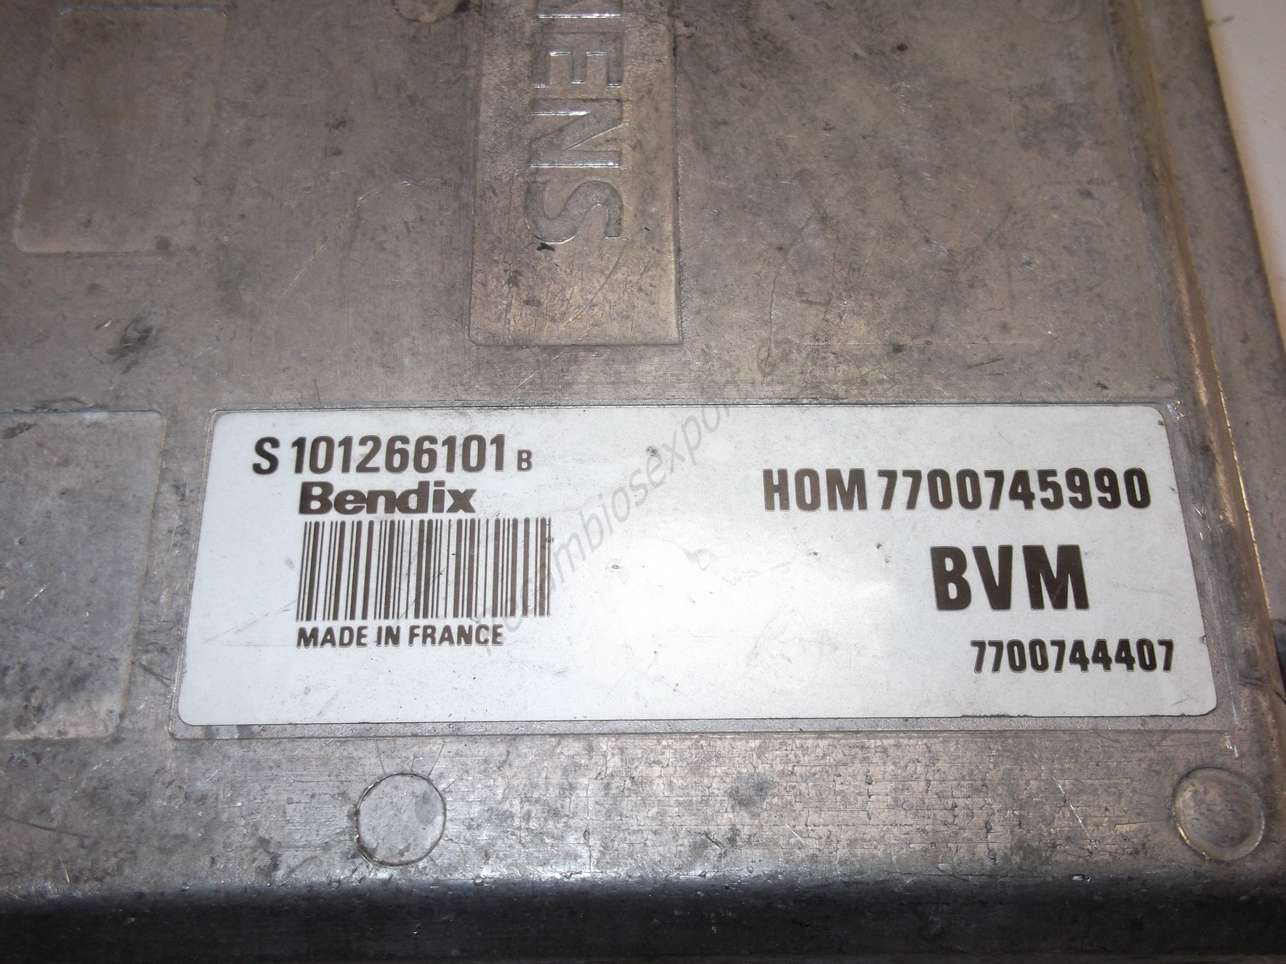 S 101266101 B
Bendix
MADE IN FRANCE
HOM 7700745990
BVM
7700744407